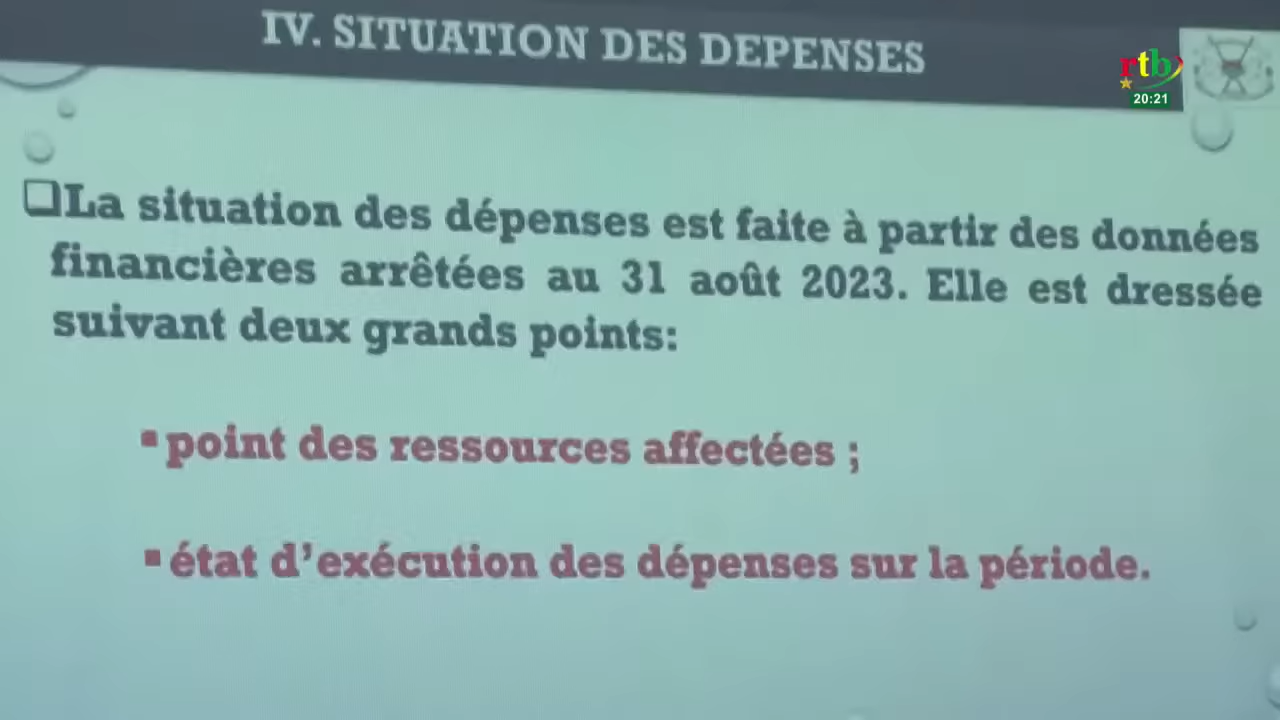 IV. SITUATION DES DEPENSES
rtb
20:21
❑La situation des dépenses est faite à partir des données
financières arrêtées au 31 août 2023. Elle est dressée
suivant deux grands points:
▪point des ressources affectées ;
▪état d’exécution des dépenses sur la période.